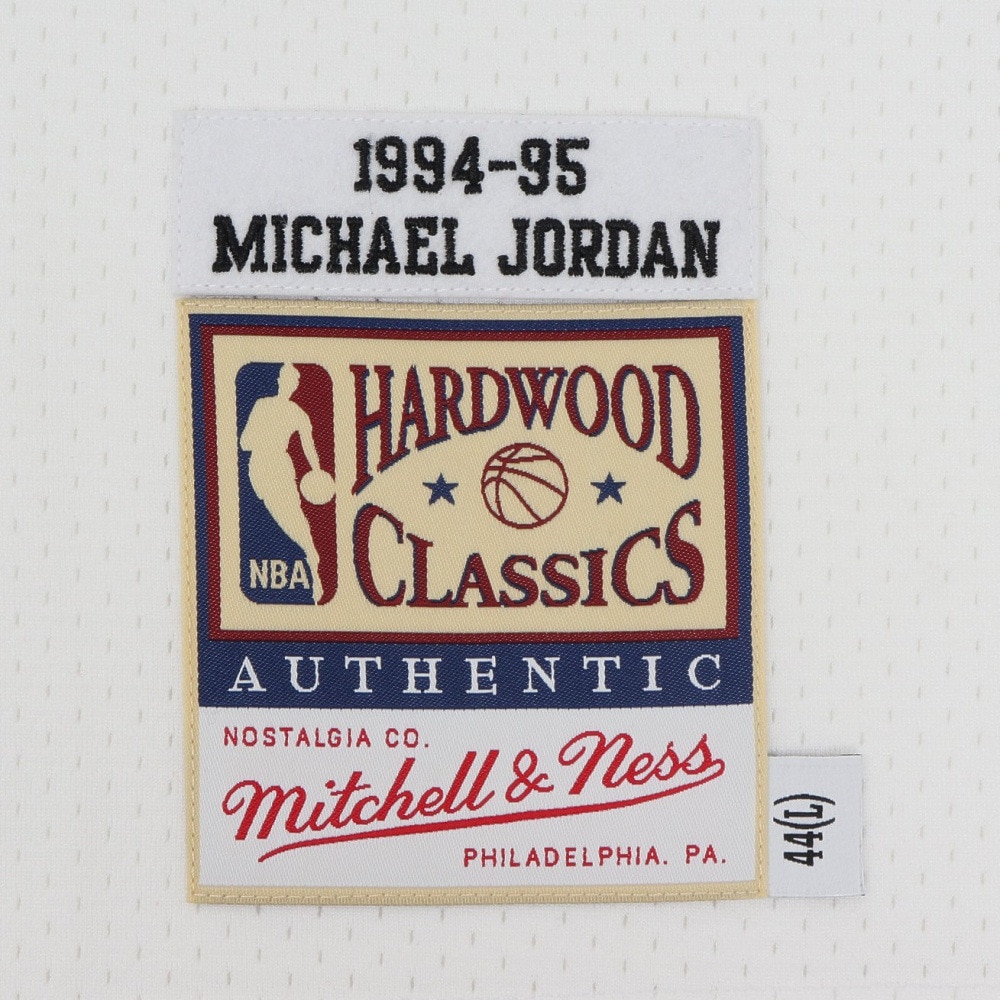 1994-95
MICHAEL JORDAN
HARDWOOD
CLASSICS
NBA
AUTHENTIC
NOSTALGIA CO.
Mitchell & Ness
PHILADELPHIA. PA.
44(L)